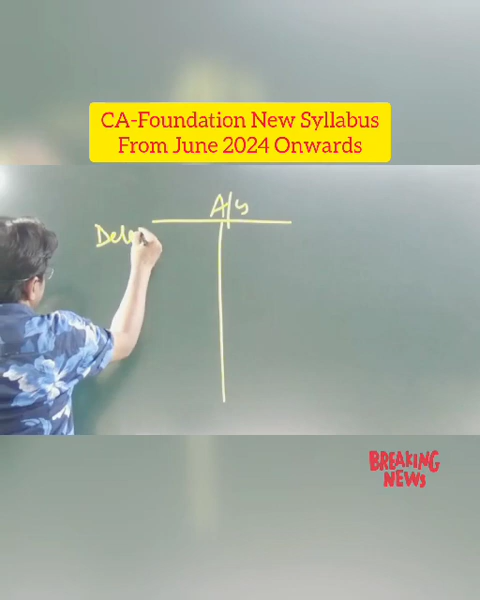 CA-Foundation New Syllabus
From June 2024 Onwards
A/s
BREAKING
NEWS